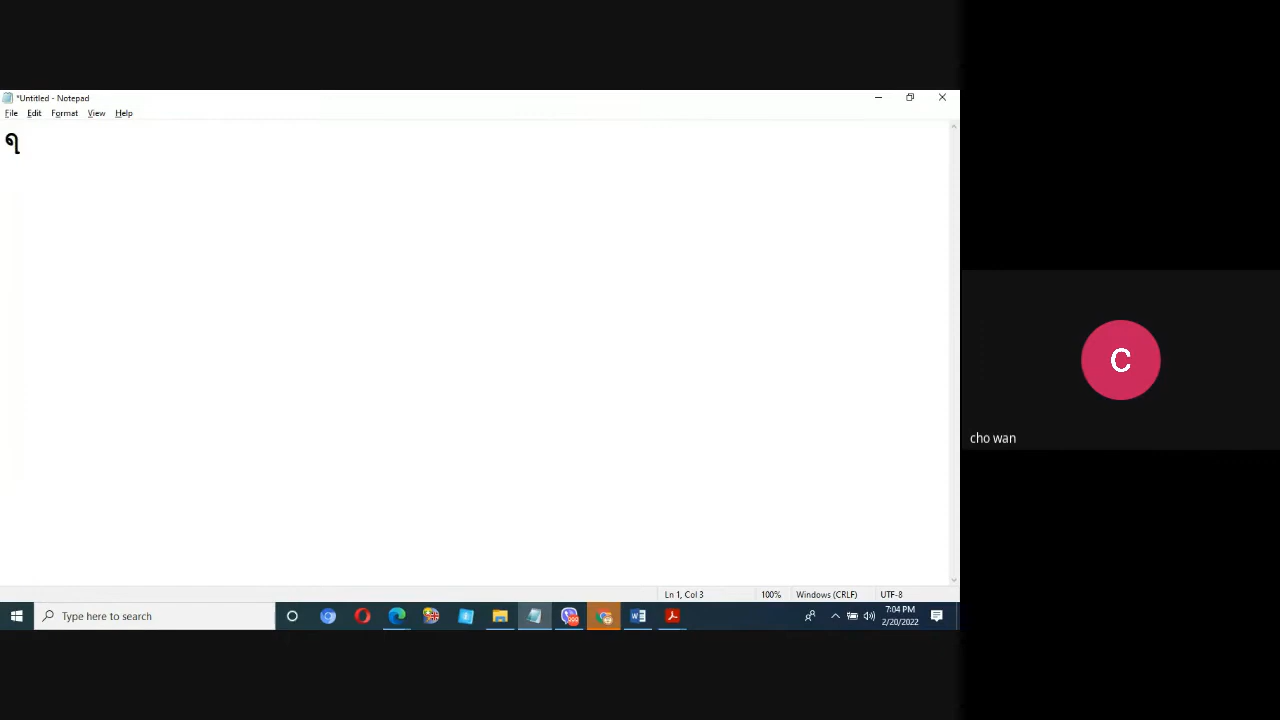 *Untitled - Notepad
File Edit Format View Help
ရ
C
cho wan
Ln 1, Col 3 100% Windows (CRLF) UTF-8
Type here to search
7:04 PM
2/20/2022